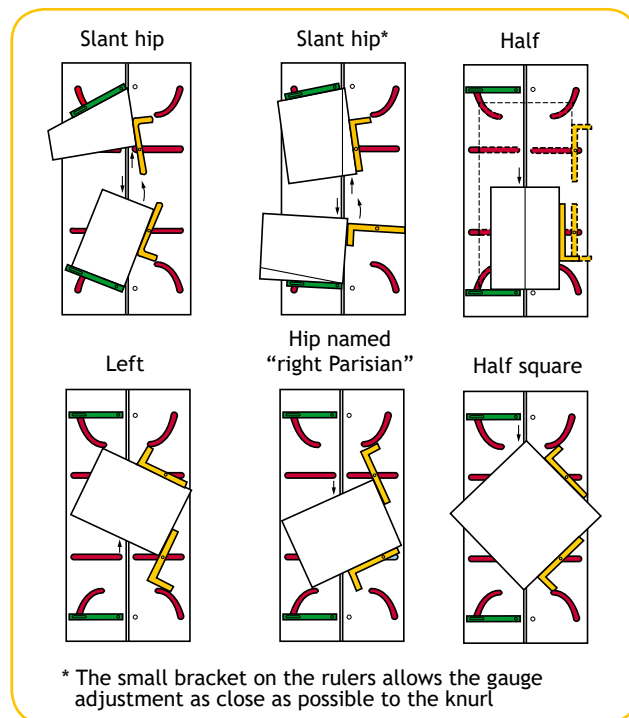 Slant hip
Slant hip*
Half
Left
Hip named
“right Parisian”
Half square
* The small bracket on the rulers allows the gauge
adjustment as close as possible to the knurl